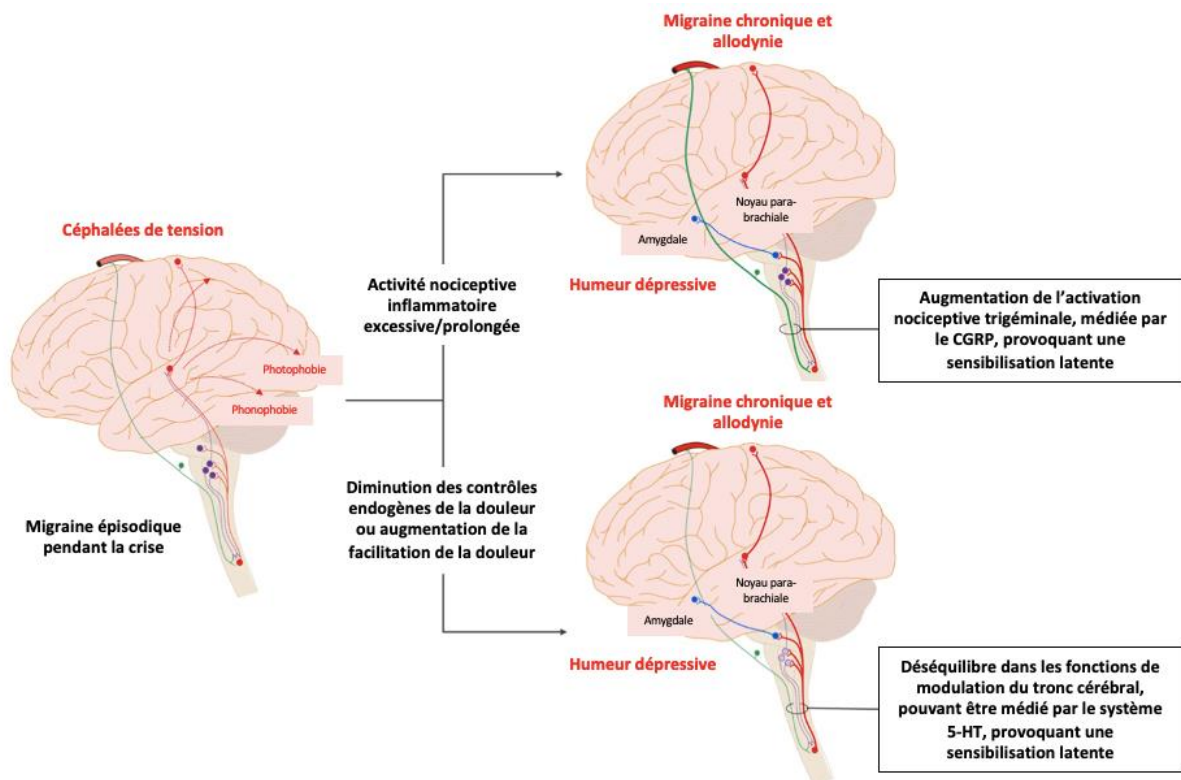 Migraine chronique et
allodynie
Noyau para-
brachiale
Amygdale
Humeur dépressive
Céphalées de tension
Photophobie
Phonophobie
Migraine épisodique
pendant la crise
Activité nociceptive
inflammatoire
excessive/prolongée
Augmentation de l’activation
nociceptive trigéminale, médiée par
le CGRP, provoquant une
sensibilisation latente
Diminution des contrôles
endogènes de la douleur
ou augmentation de la
facilitation de la douleur
Migraine chronique et
allodynie
Noyau para-
brachiale
Amygdale
Humeur dépressive
Déséquilibre dans les fonctions de
modulation du tronc cérébral,
pouvant être médié par le système
5-HT, provoquant une
sensibilisation latente